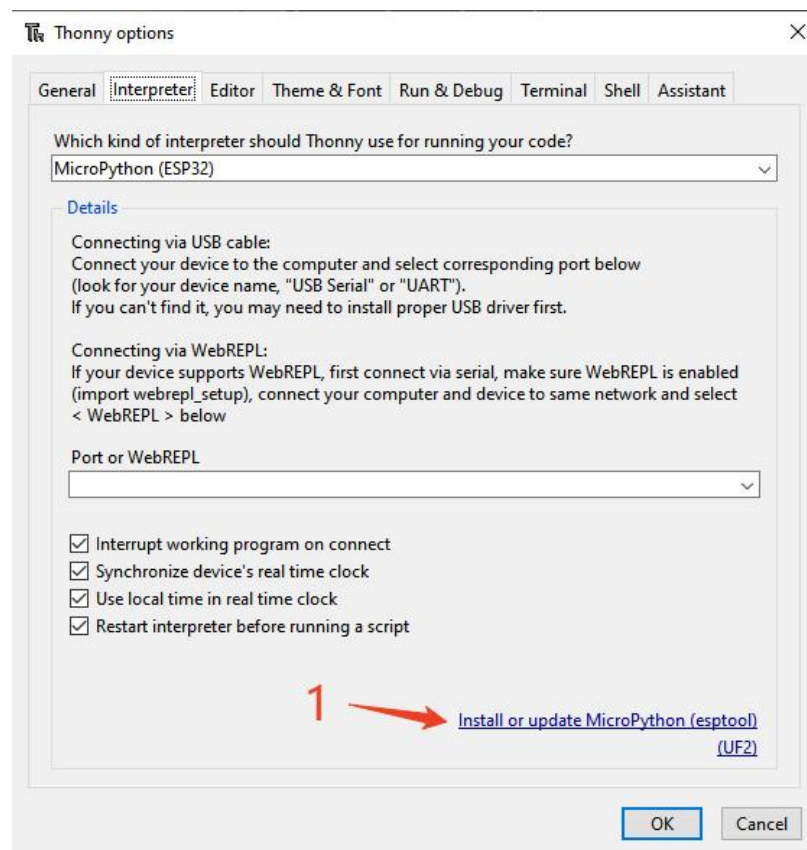 Thonny options
General Interpreter Editor Theme & Font Run & Debug Terminal Shell Assistant
Which kind of interpreter should Thonny use for running your code?
MicroPython (ESP32)
Details
Connecting via USB cable:
Connect your device to the computer and select corresponding port below
(look for your device name, "USB Serial" or "UART").
If you can't find it, you may need to install proper USB driver first.
Connecting via WebREPL:
If your device supports WebREPL, first connect via serial, make sure WebREPL is enabled
(import webrepl_setup), connect your computer and device to same network and select
< WebREPL > below
Port or WebREPL
Interrupt working program on connect
Synchronize device's real time clock
Use local time in real time clock
Restart interpreter before running a script
1
Install or update MicroPython (esptool)
(UF2)
OK Cancel